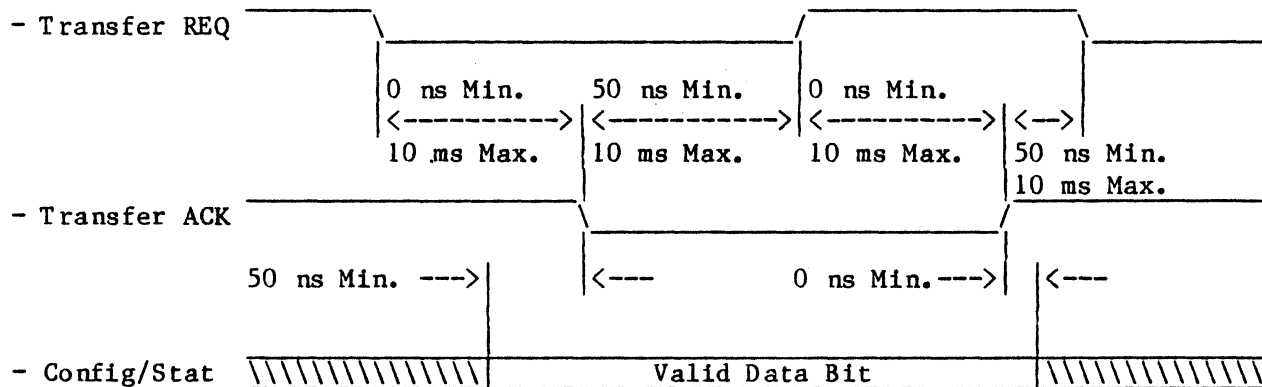 - Transfer REQ
0 ns Min. 50 ns Min. 0 ns Min.
10 ms Max. 10 ms Max. 10 ms Max. 50 ns Min.
10 ms Max.
- Transfer ACK
50 ns Min. 0 ns Min.
- Config/Stat Valid Data Bit